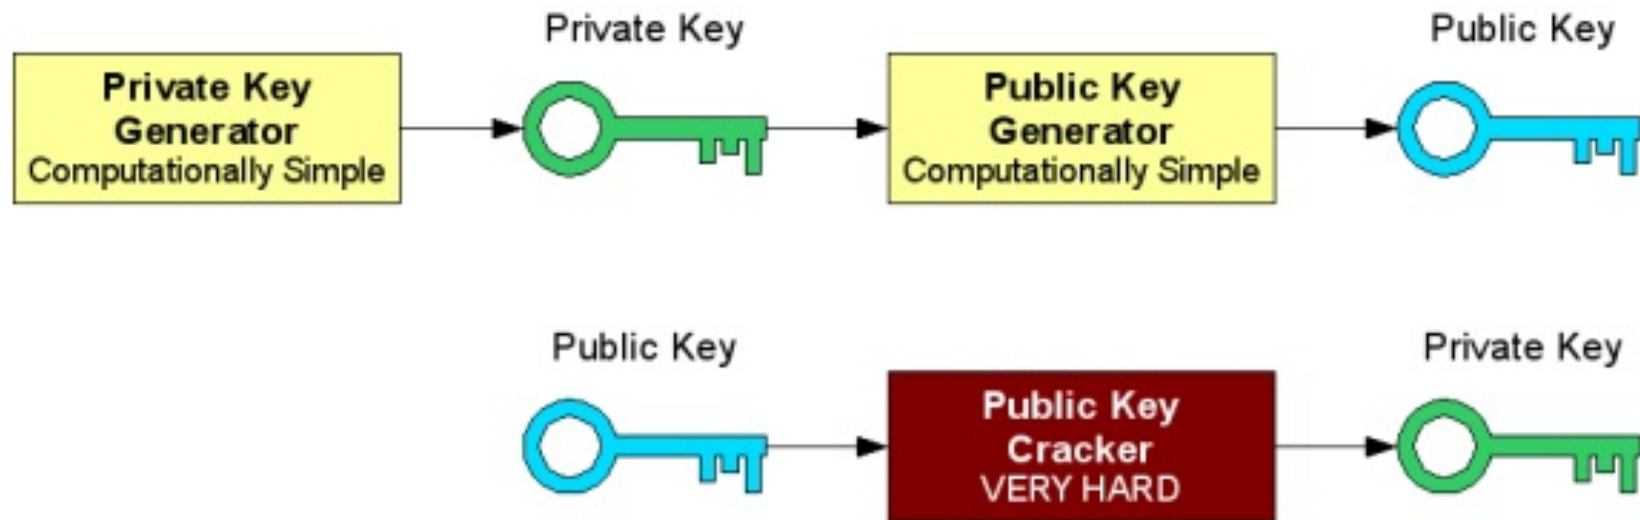 Private Key
Public Key
Private Key
Generator
Computationally Simple
Public Key
Generator
Computationally Simple
Public Key
Private Key
Public Key
Cracker
VERY HARD